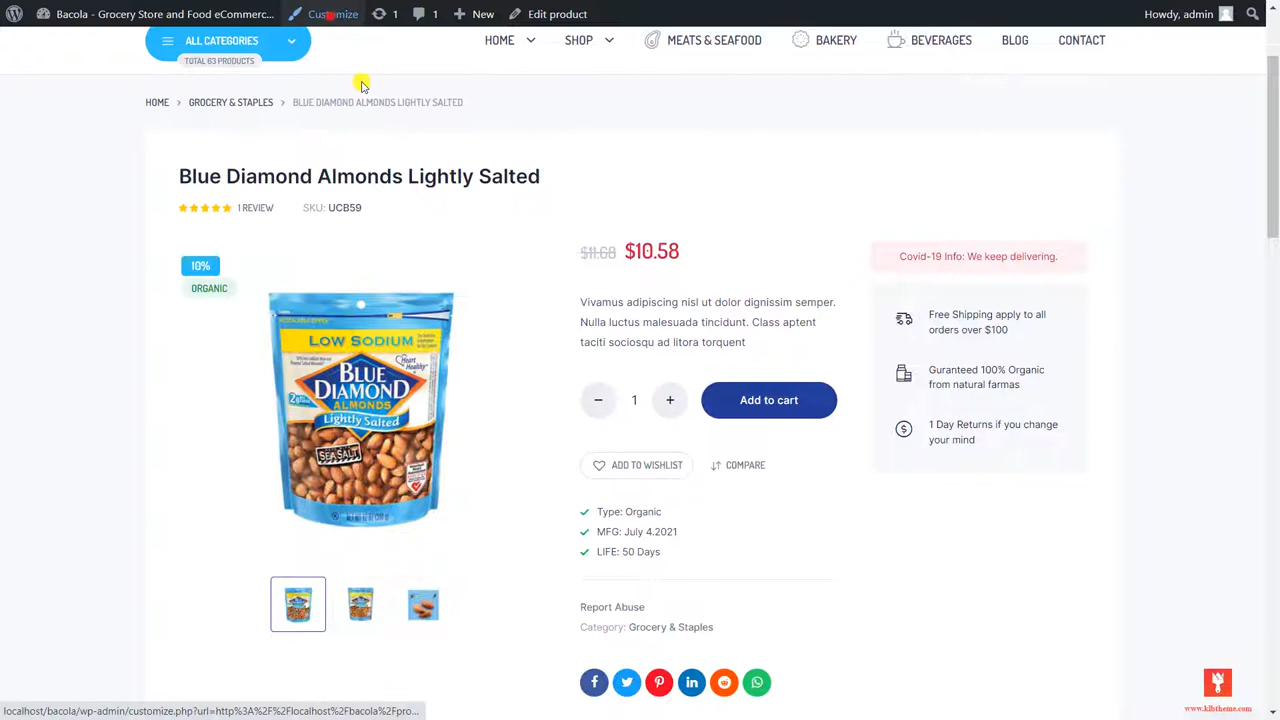 Bacola – Grocery Store and Food eCommer...
Customize
1
1
New
Edit product
Howdy, admin
ALL CATEGORIES
TOTAL 63 PRODUCTS
HOME
SHOP
MEATS & SEAFOOD
BAKERY
BEVERAGES
BLOG
CONTACT
HOME > GROCERY & STAPLES > BLUE DIAMOND ALMONDS LIGHTLY SALTED
Blue Diamond Almonds Lightly Salted
1 REVIEW
SKU: UCB59
10%
ORGANIC
LOW SODIUM
Heart
Healthy
BLUE
DIAMOND
ALMONDS
Lightly Salted
SEA SALT
$11.68 $10.58
Vivamus adipiscing nisl ut dolor dignissim semper.
Nulla luctus malesuada tincidunt. Class aptent
taciti sociosqu ad litora torquent
1
Add to cart
ADD TO WISHLIST
COMPARE
Type: Organic
MFG: July 4.2021
LIFE: 50 Days
Report Abuse
Category: Grocery & Staples
Covid-19 Info: We keep delivering.
Free Shipping apply to all
orders over $100
Guranteed 100% Organic
from natural farmas
1 Day Returns if you change
your mind
www.klbtheme.com
localhost/bacola/wp-admin/customize.php?url=http%3A%2F%2Flocalhost%2Fbacola%2Fpro...